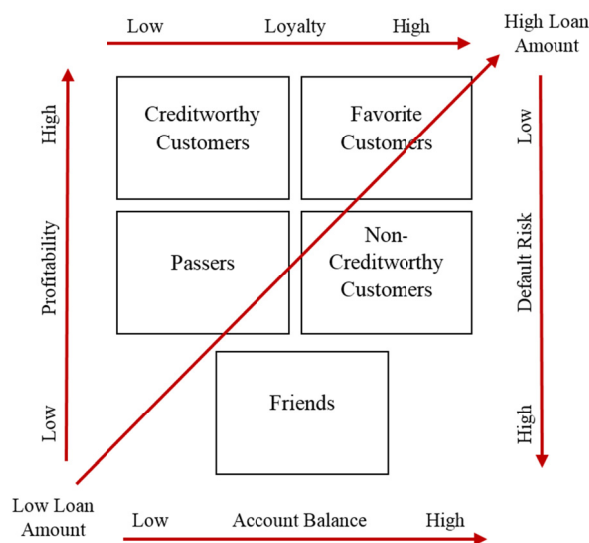 Low Loyalty High
High Loan
Amount
Creditworthy
Customers
Favorite
Customers
High
Low
Passers
Non-
Creditworthy
Customers
Profitability
Default Risk
Friends
Low
High
Low Loan
Amount
Low Account Balance High